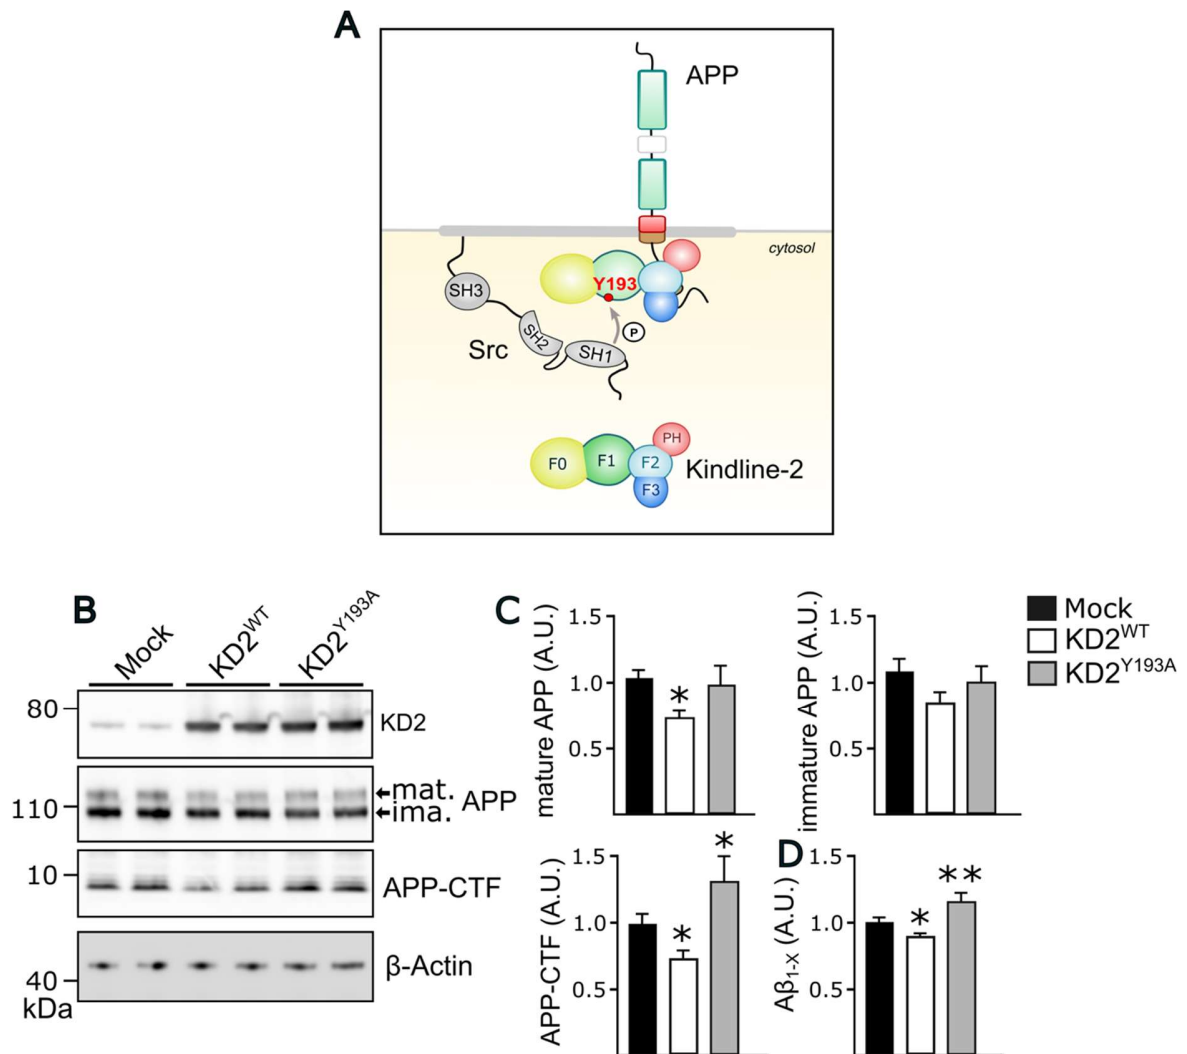 A
APP
cytosol
Y193
SH3
P
SH2
SH1
Src
PH
F0
F1
F2
F3
Kindline-2
B
Mock
KD2WT
KD2Y193A
80
KD2
110
mat.
ima.
APP
10
APP-CTF
β-Actin
40
kDa
C
mature APP (A.U.)
1.5
1.0
0.5
*
immature APP (A.U.)
1.5
1.0
0.5
Mock
KD2WT
KD2Y193A
APP-CTF (A.U.)
1.5
1.0
0.5
*
*
D
Aβ1-X (A.U.)
1.5
1.0
0.5
*
**